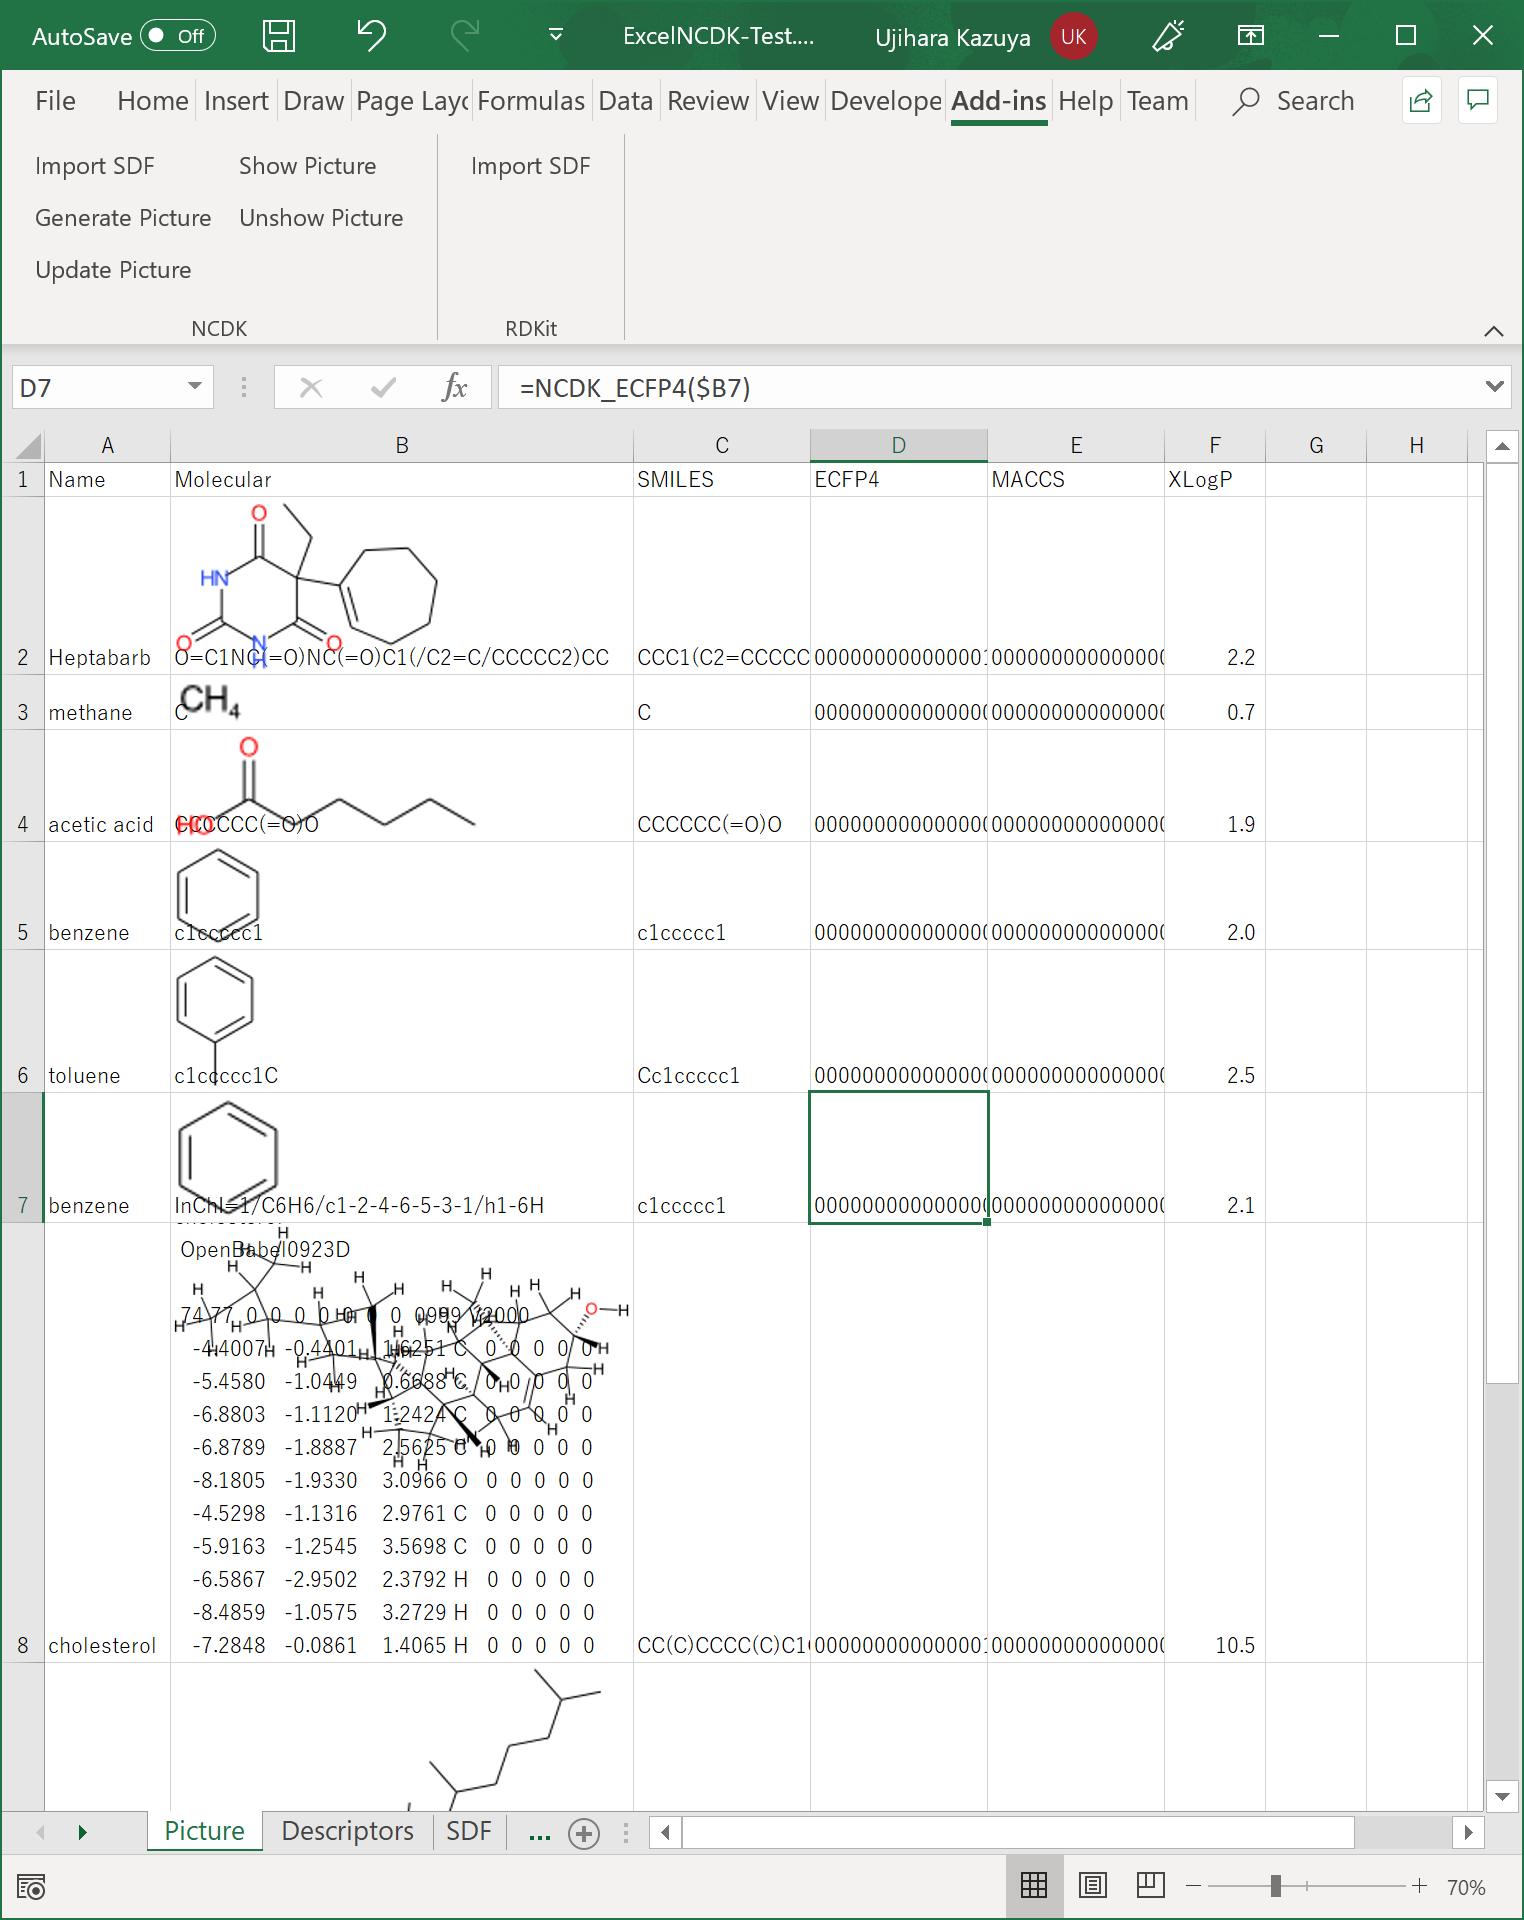 AutoSave Off ExcelNCDK-Test.... Ujihara Kazuya UK
File Home Insert Draw Page Layo Formulas Data Review View Develope Add-ins Help Team Search
Import SDF Show Picture Import SDF
Generate Picture Unshow Picture
Update Picture
NCDK RDKit
D7 fx =NCDK_ECFP4($B7)
A B C D E F G H
1 Name Molecular SMILES ECFP4 MACCS XLogP
O
HN
O N H O
2 Heptabarb O=C1NC(=O)NC(=O)C1(/C2=C/CCCCC2)CC CCC1(C2=CCCCC 000000000000001 00000000000000 2.2
CH4
3 methane C C 00000000000000 00000000000000 0.7
O
HO
4 acetic acid CCCCCC(=O)O CCCCCC(=O)O 00000000000000 00000000000000 1.9
5 benzene c1ccccc1 c1ccccc1 00000000000000 00000000000000 2.0
6 toluene c1ccccc1C Cc1ccccc1 00000000000000 00000000000000 2.5
7 benzene InChI=1/C6H6/c1-2-4-6-5-3-1/h1-6H c1ccccc1 00000000000000 00000000000000 2.1
OpenBabel0923D
74 77 0 0 0 0 0 0 0 0999 V2000
-4.4007 -0.4401 1.6251 C 0 0 0 0 0
-5.4580 -1.0449 0.6688 C 0 0 0 0 0
-6.8803 -1.1120 1.2424 C 0 0 0 0 0
-6.8789 -1.8887 2.5625 C 0 0 0 0 0
-8.1805 -1.9330 3.0966 O 0 0 0 0 0
-4.5298 -1.1316 2.9761 C 0 0 0 0 0
-5.9163 -1.2545 3.5698 C 0 0 0 0 0
-6.5867 -2.9502 2.3792 H 0 0 0 0 0
-8.4859 -1.0575 3.2729 H 0 0 0 0 0
-7.2848 -0.0861 1.4065 H 0 0 0 0 0
8 cholesterol CC(C)CCCC(C)C1 000000000000001 00000000000000 10.5
Picture Descriptors SDF ...
70%